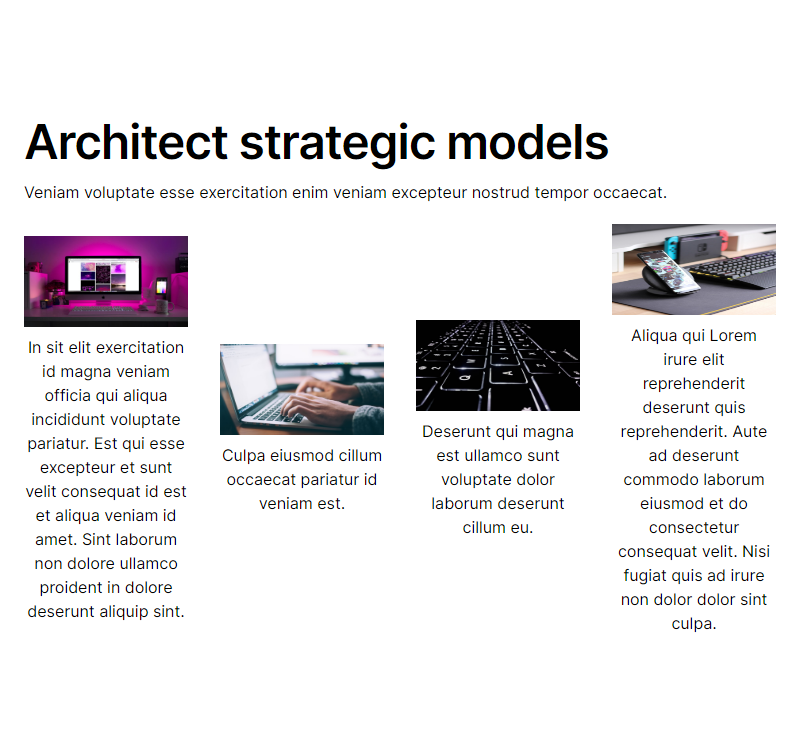 Architect strategic models
Veniam voluptate esse exercitation enim veniam excepteur nostrud tempor occaecat.
In sit elit exercitation
id magna veniam
officia qui aliqua
incididunt voluptate
pariatur. Est qui esse
excepteur et sunt
velit consequat id est
et aliqua veniam id
amet. Sint laborum
non dolore ullamco
proident in dolore
deserunt aliquip sint.
Culpa eiusmod cillum
occaecat pariatur id
veniam est.
Deserunt qui magna
est ullamco sunt
voluptate dolor
laborum deserunt
cillum eu.
Aliqua qui Lorem
irure elit
reprehenderit
deserunt quis
reprehenderit. Aute
ad deserunt
commodo laborum
eiusmod et do
consectetur
consequat velit. Nisi
fugiat quis ad irure
non dolor dolor sint
culpa.